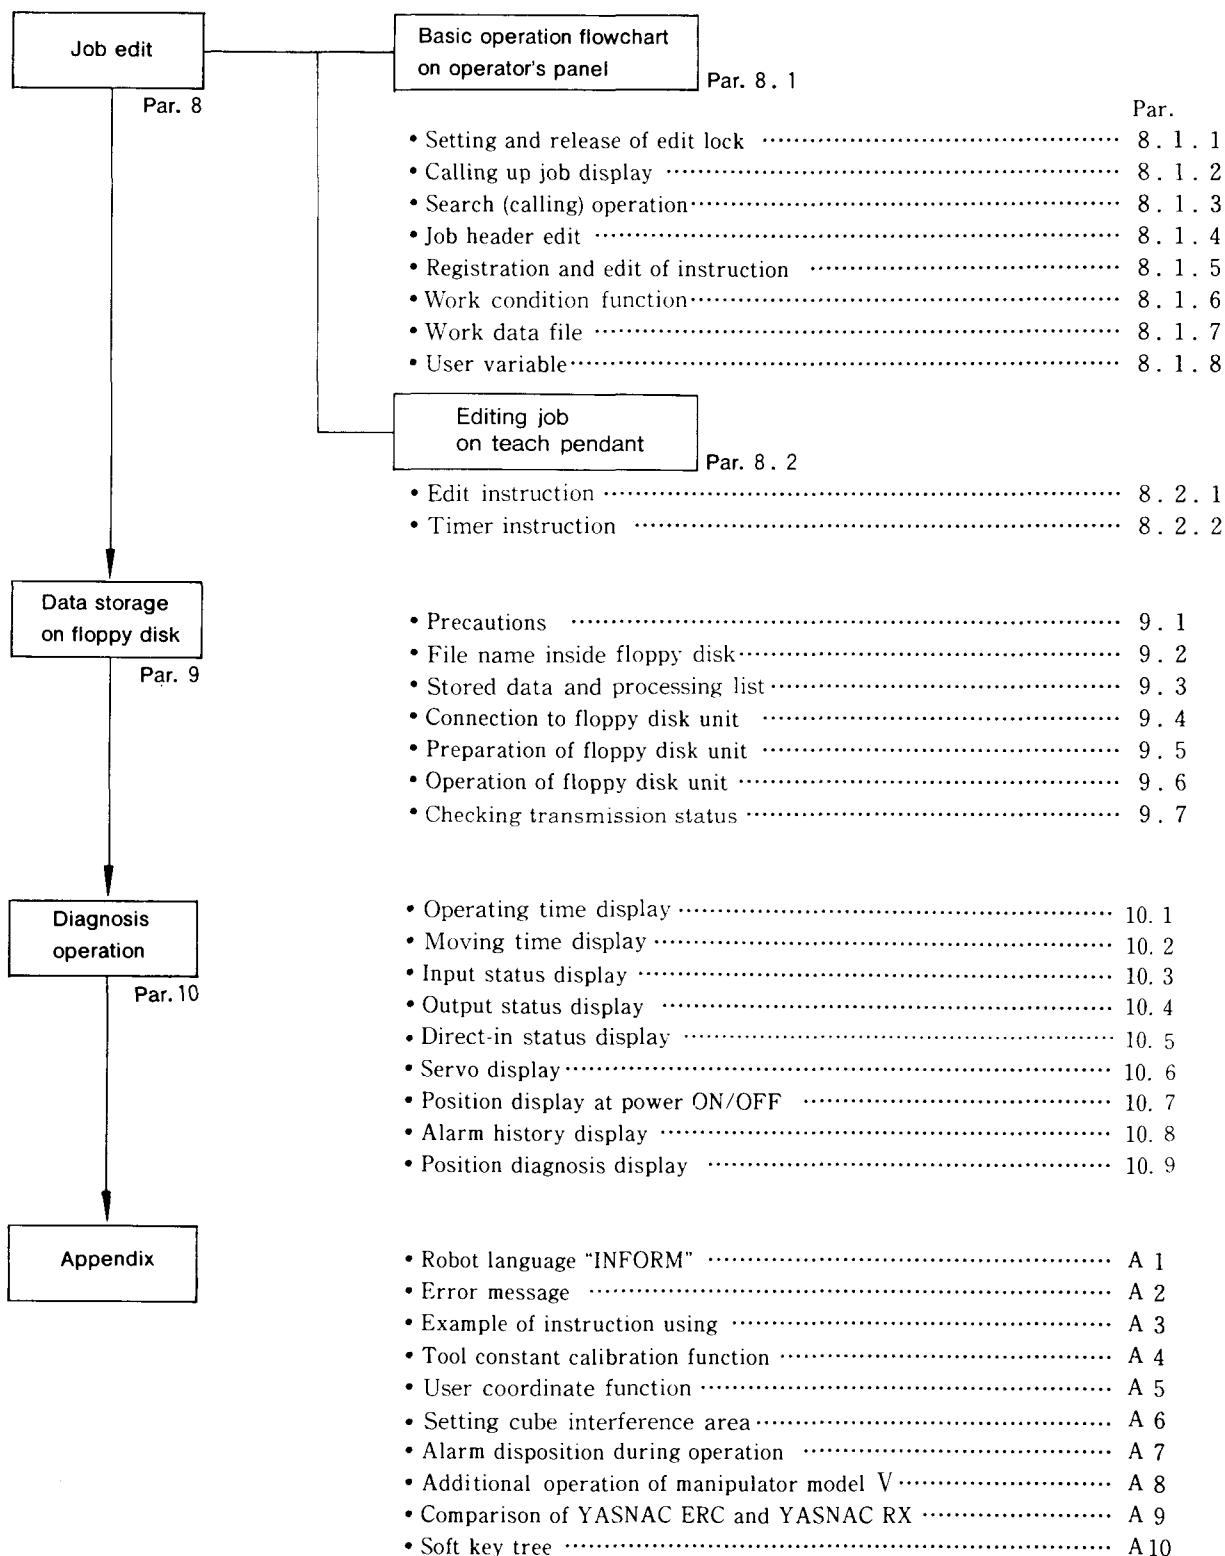 Job edit
Par. 8
Basic operation flowchart
on operator's panel
Par. 8. 1
Par.
• Setting and release of edit lock ········ 8. 1. 1
• Calling up job display ········ 8. 1. 2
• Search (calling) operation ········ 8. 1. 3
• Job header edit ········ 8. 1. 4
• Registration and edit of instruction ········ 8. 1. 5
• Work condition function ········ 8. 1. 6
• Work data file ········ 8. 1. 7
• User variable ········ 8. 1. 8
Editing job
on teach pendant
Par. 8. 2
• Edit instruction ········ 8. 2. 1
• Timer instruction ········ 8. 2. 2
Data storage
on floppy disk
Par. 9
• Precautions ········ 9. 1
• File name inside floppy disk ········ 9. 2
• Stored data and processing list ········ 9. 3
• Connection to floppy disk unit ········ 9. 4
• Preparation of floppy disk unit ········ 9. 5
• Operation of floppy disk unit ········ 9. 6
• Checking transmission status ········ 9. 7
Diagnosis
operation
Par. 10
• Operating time display ········ 10. 1
• Moving time display ········ 10. 2
• Input status display ········ 10. 3
• Output status display ········ 10. 4
• Direct-in status display ········ 10. 5
• Servo display ········ 10. 6
• Position display at power ON/OFF ········ 10. 7
• Alarm history display ········ 10. 8
• Position diagnosis display ········ 10. 9
Appendix
• Robot language "INFORM" ········ A 1
• Error message ········ A 2
• Example of instruction using ········ A 3
• Tool constant calibration function ········ A 4
• User coordinate function ········ A 5
• Setting cube interference area ········ A 6
• Alarm disposition during operation ········ A 7
• Additional operation of manipulator model V ········ A 8
• Comparison of YASNAC ERC and YASNAC RX ········ A 9
• Soft key tree ········ A 10